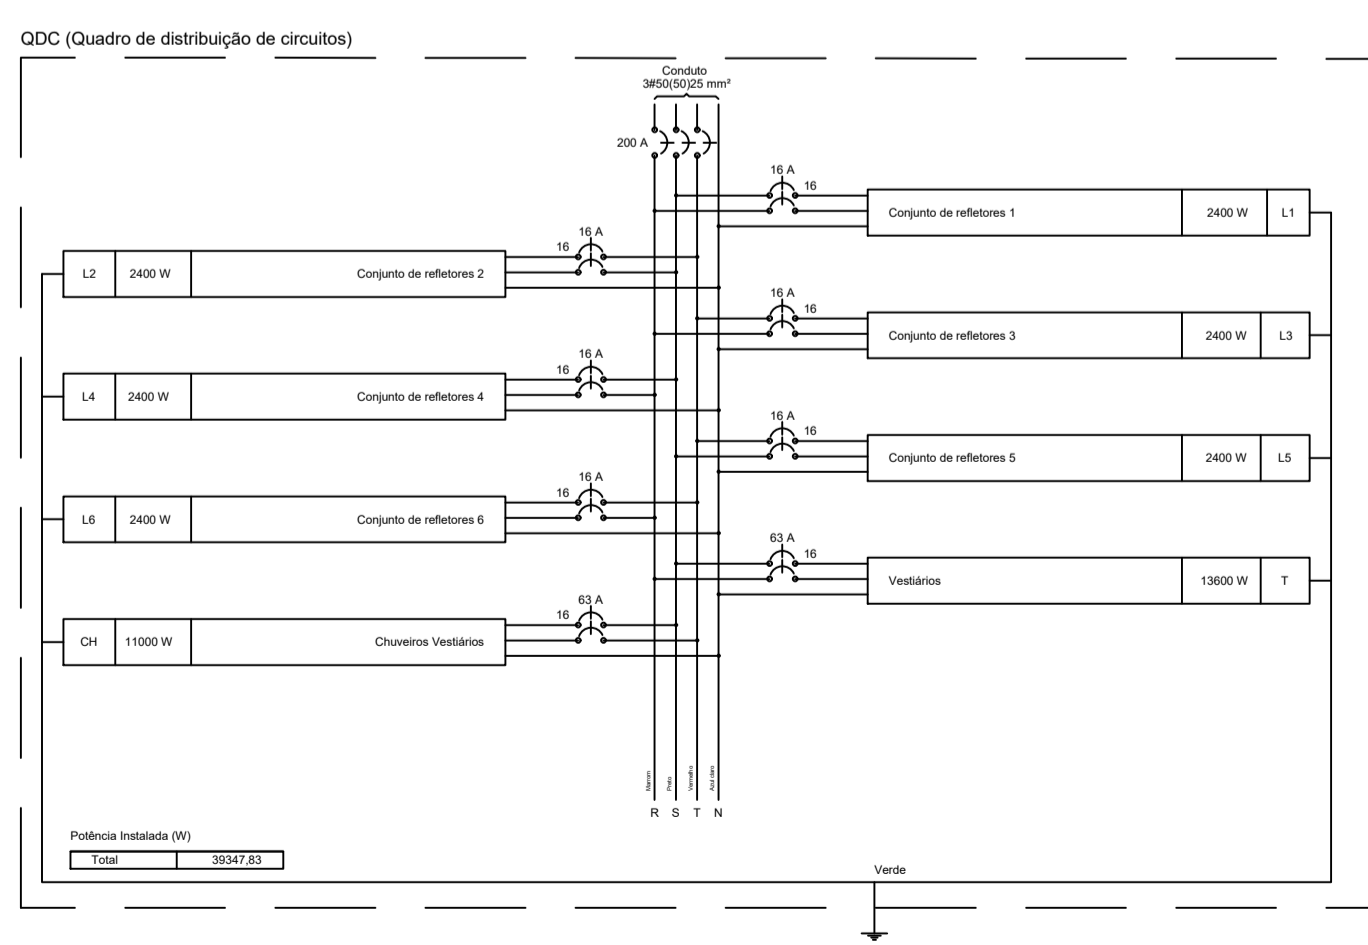 QDC (Quadro de distribuição de circuitos)
Conduto
3#50(50)25 mm²
200 A
16 A
16
Conjunto de refletores 1 2400 W L1
16 A
16
L2 2400 W Conjunto de refletores 2
16 A
16
Conjunto de refletores 3 2400 W L3
16 A
16
L4 2400 W Conjunto de refletores 4
16 A
16
Conjunto de refletores 5 2400 W L5
16 A
16
L6 2400 W Conjunto de refletores 6
63 A
16
Vestiários 13600 W T
63 A
16
CH 11000 W Chuveiros Vestiários
Marrom Preto Vermelho Azul claro
R S T N
Potência Instalada (W)
Total 39347,83
Verde